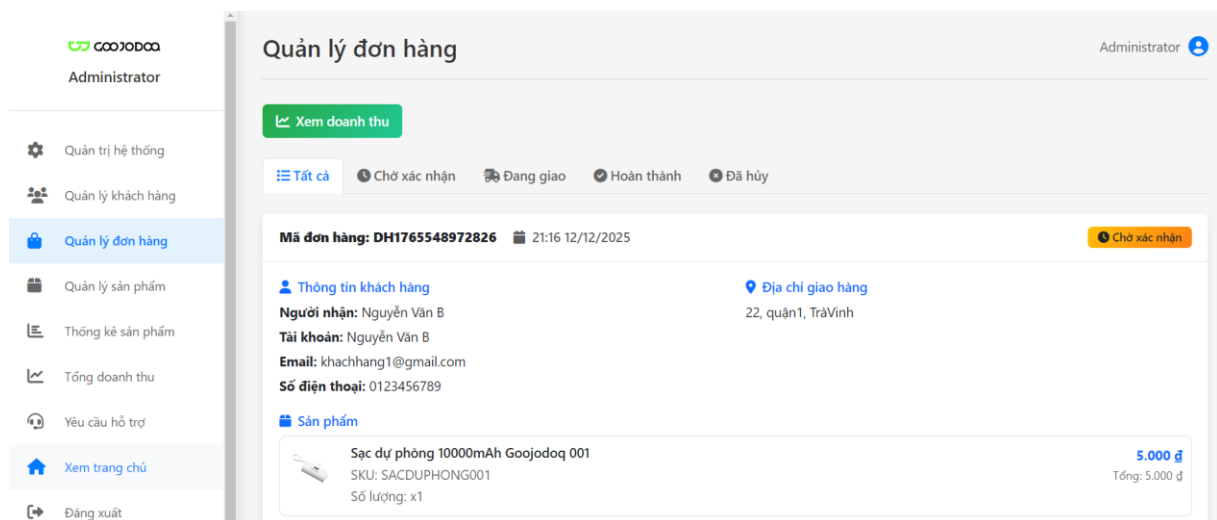 GOOJODOQ
Administrator
Quản trị hệ thống
Quản lý khách hàng
Quản lý đơn hàng
Quản lý sản phẩm
Thống kê sản phẩm
Tổng doanh thu
Yêu cầu hỗ trợ
Xem trang chủ
Đăng xuất
Quản lý đơn hàng
Administrator
Xem doanh thu
Tất cả Chờ xác nhận Đang giao Hoàn thành Đã hủy
Mã đơn hàng: DH1765548972826 21:16 12/12/2025 Chờ xác nhận
Thông tin khách hàng
Người nhận: Nguyễn Văn B
Tài khoản: Nguyễn Văn B
Email: khachhang1@gmail.com
Số điện thoại: 0123456789
Địa chỉ giao hàng
22, quận1, TràVinh
Sản phẩm
Sạc dự phòng 10000mAh Goojodoq 001
SKU: SACDUPHONG001
Số lượng: x1
5.000 ₫
Tổng: 5.000 ₫